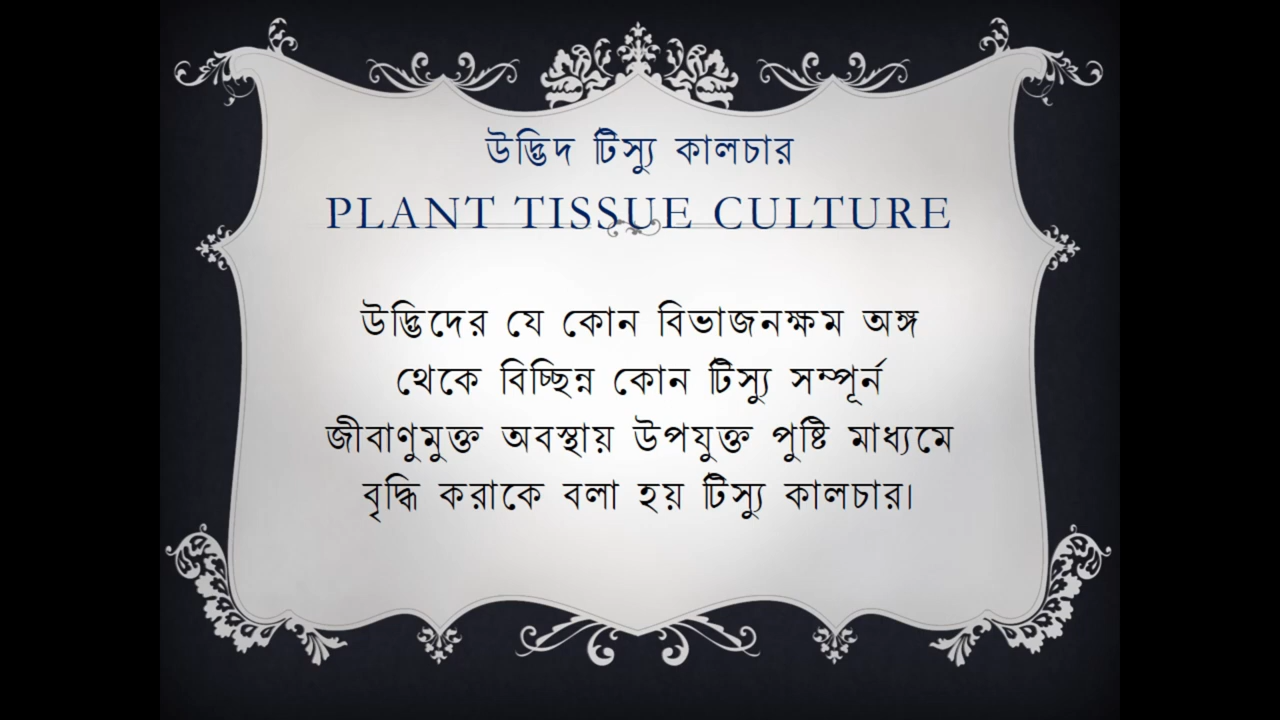 উদ্ভিদ টিস্যু কালচার
PLANT TISSUE CULTURE
উদ্ভিদের যে কোন বিভাজনক্ষম অঙ্গ
থেকে বিচ্ছিন্ন কোন টিস্যু সম্পূর্ন
জীবাণুমুক্ত অবস্থায় উপযুক্ত পুষ্টি মাধ্যমে
বৃদ্ধি করাকে বলা হয় টিস্যু কালচার।